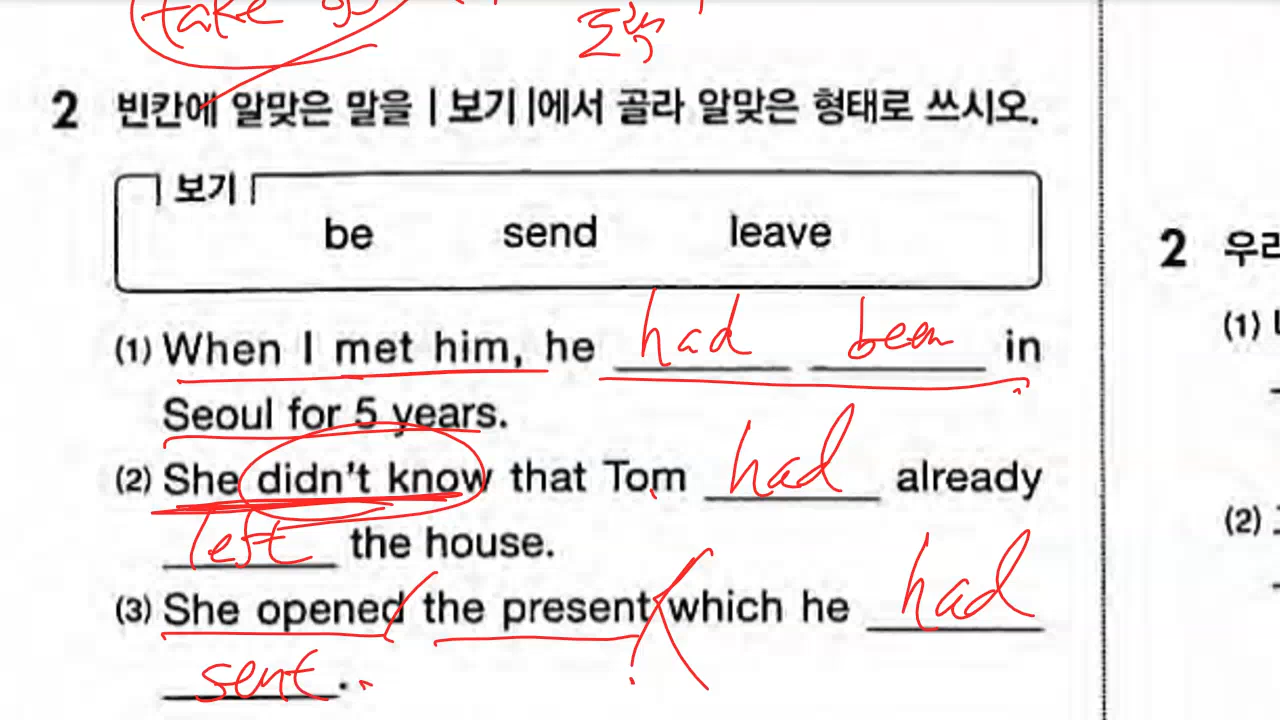 take
2 빈칸에 알맞은 말을 | 보기 |에서 골라 알맞은 형태로 쓰시오.
| 보기 |
be send leave
(1) When I met him, he had been in
Seoul for 5 years.
(2) She didn't know that Tom had already
left the house.
(3) She opened the present which he had
sent.
2
(1)
(2)